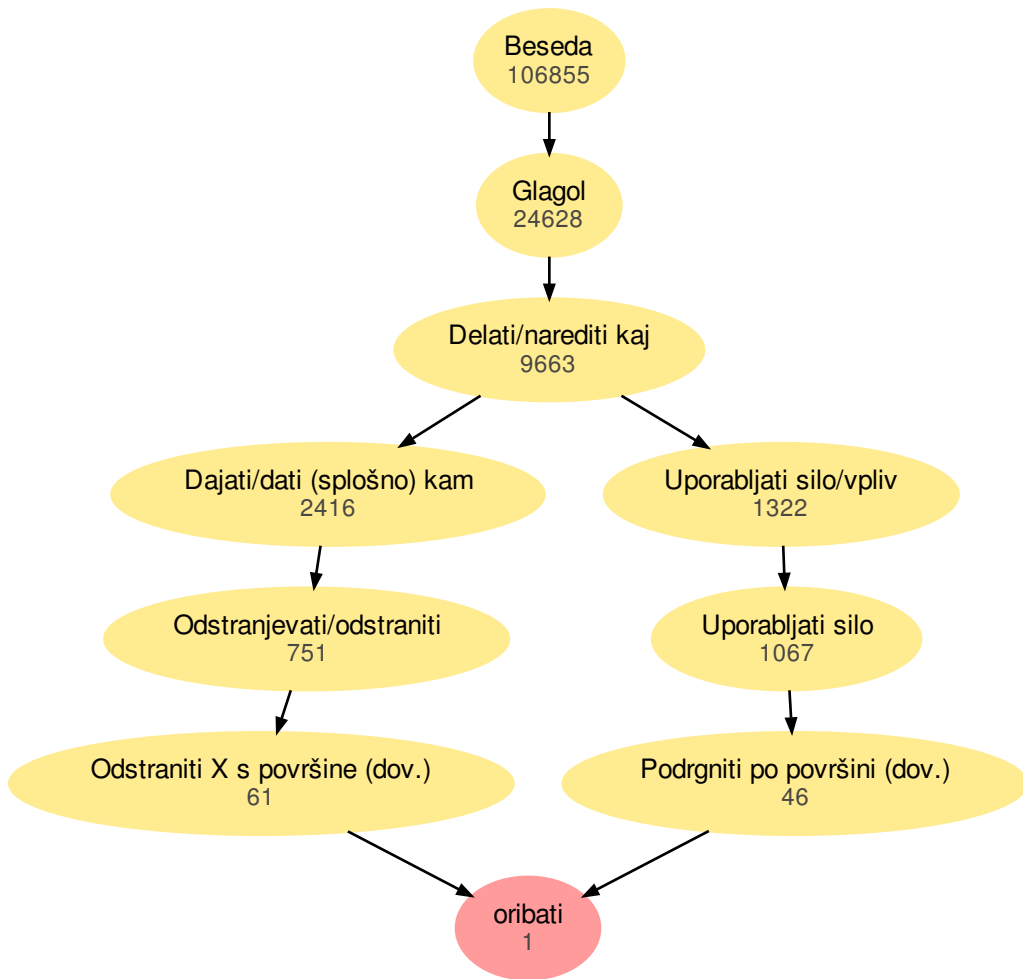 Beseda
106855
Glagol
24628
Delati/narediti kaj
9663
Dajati/dati (splošno) kam
2416
Uporabljati silo/vpliv
1322
Odstranjevati/odstraniti
751
Uporabljati silo
1067
Odstraniti X s površine (dov.)
61
Podrgniti po površini (dov.)
46
oribati
1